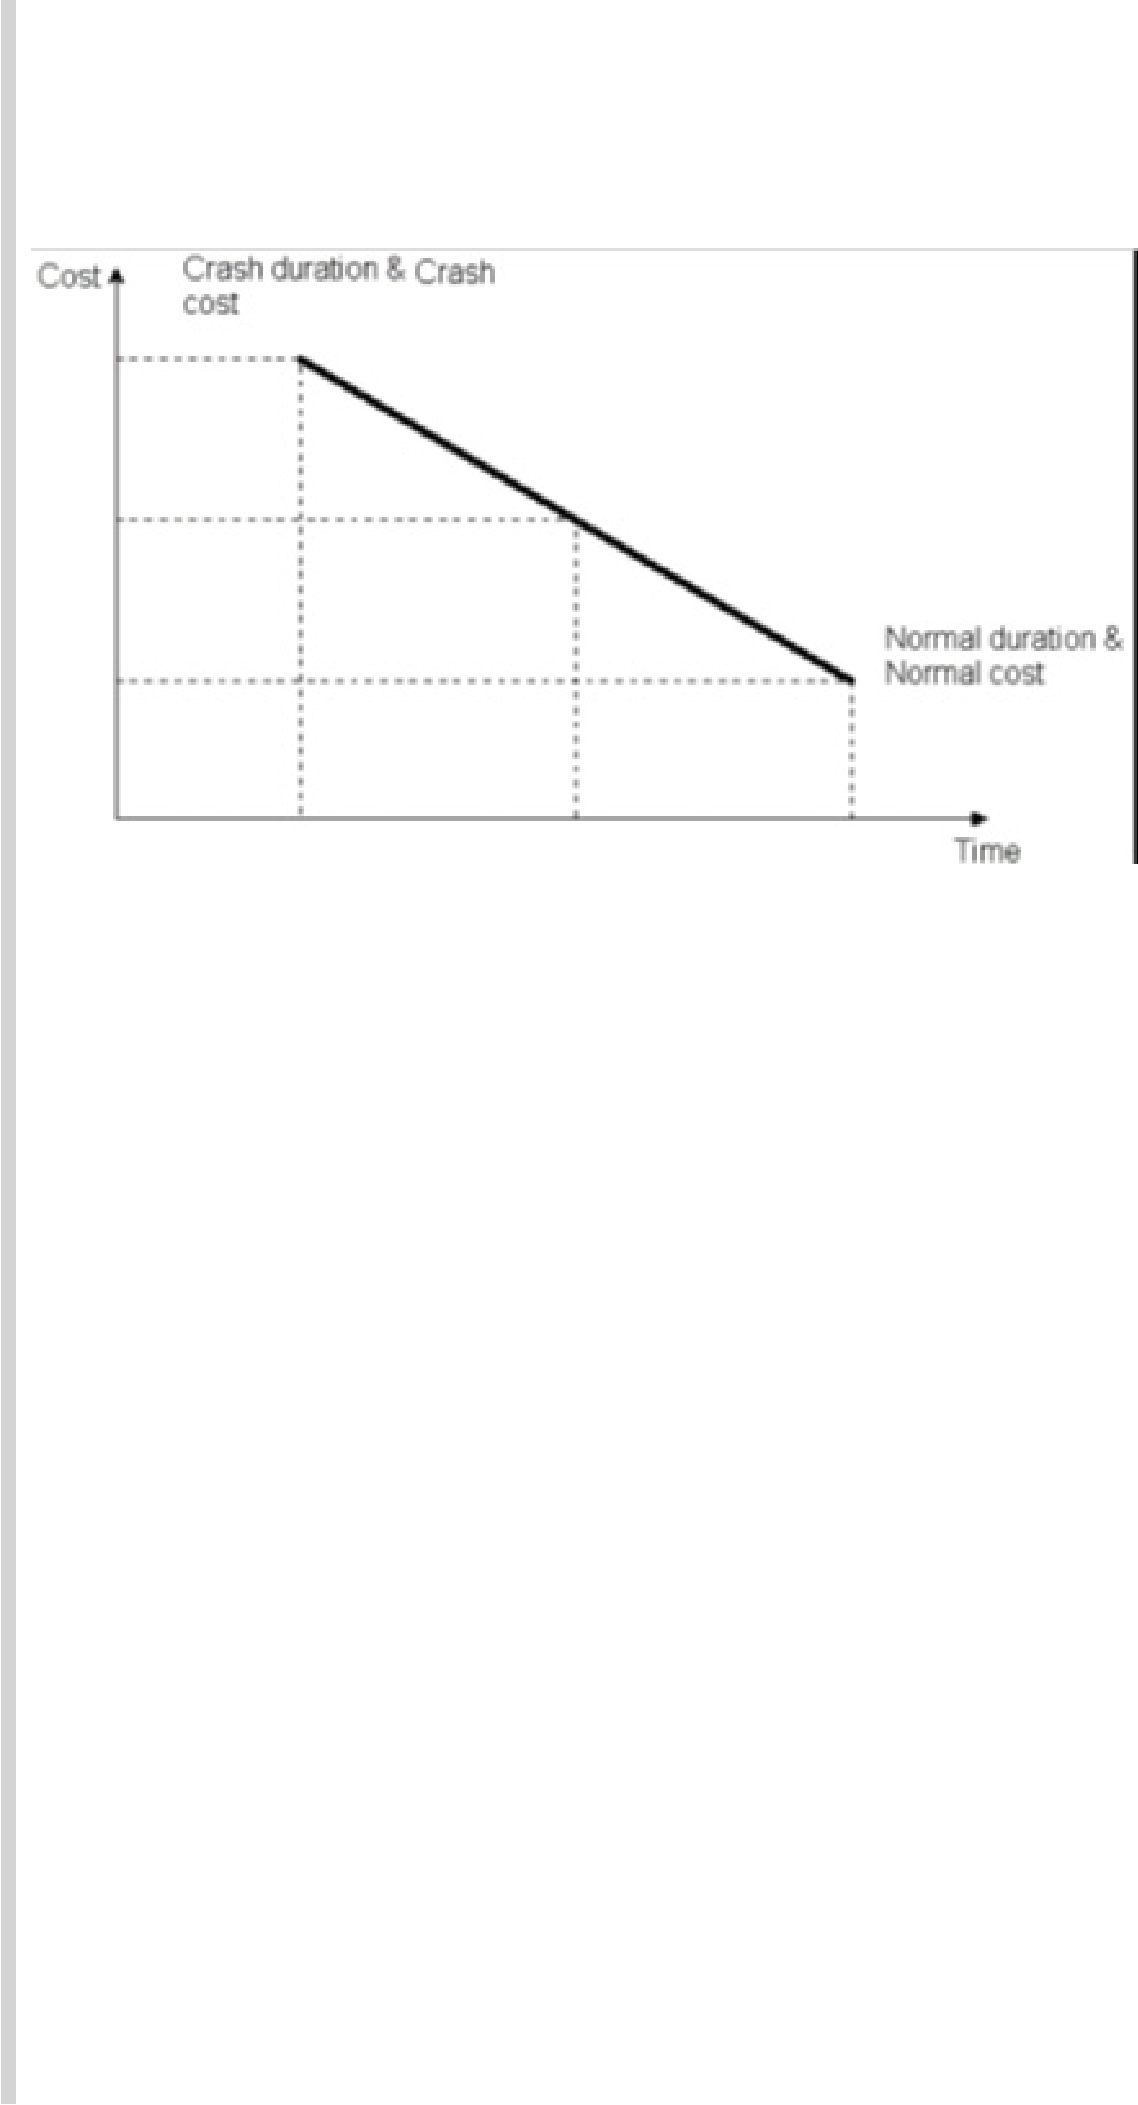 Cost
Crash duration & Crash
cost
Normal duration &
Normal cost
Time